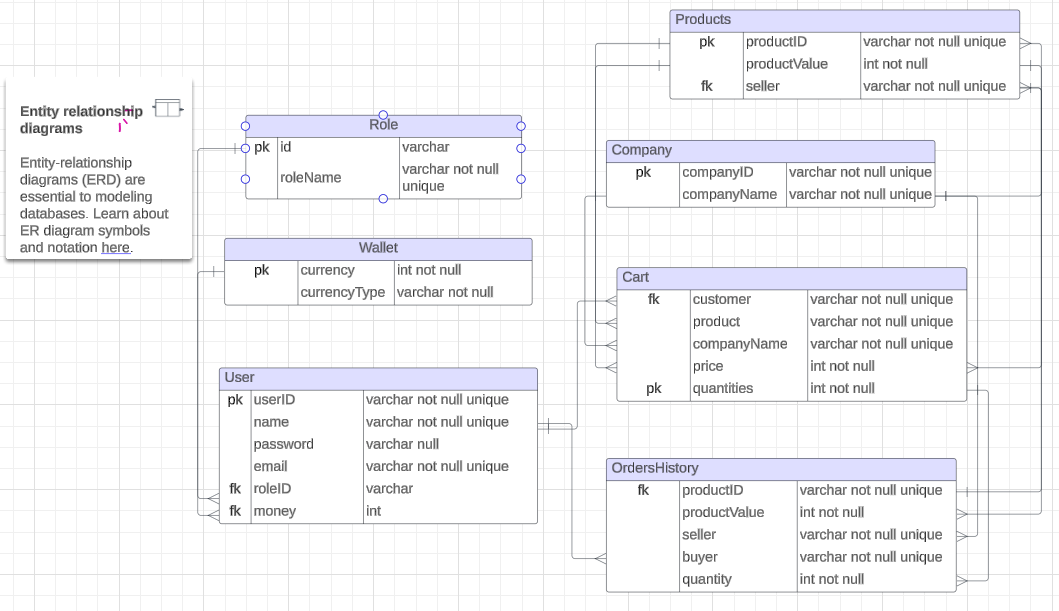 Entity relationship
diagrams
Entity-relationship
diagrams (ERD) are
essential to modeling
databases. Learn about
ER diagram symbols
and notation here.
Role
pk id varchar
roleName varchar not null
unique
Wallet
pk currency int not null
currencyType varchar not null
User
pk userID varchar not null unique
name varchar not null unique
password varchar null
email varchar not null unique
fk roleID varchar
fk money int
Products
pk productID varchar not null unique
productValue int not null
fk seller varchar not null unique
Company
pk companyID varchar not null unique
companyName varchar not null unique
Cart
fk customer varchar not null unique
product varchar not null unique
companyName varchar not null unique
price int not null
pk quantities int not null
OrdersHistory
fk productID varchar not null unique
productValue int not null
seller varchar not null unique
buyer varchar not null unique
quantity int not null